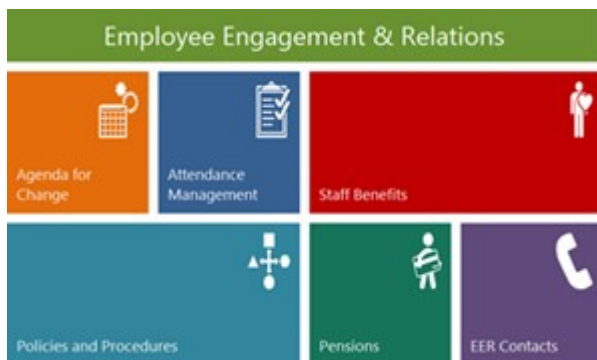 Employee Engagement & Relations
Agenda for
Change
Attendance
Management
Staff Benefits
Policies and Procedures
Pensions
EER Contacts